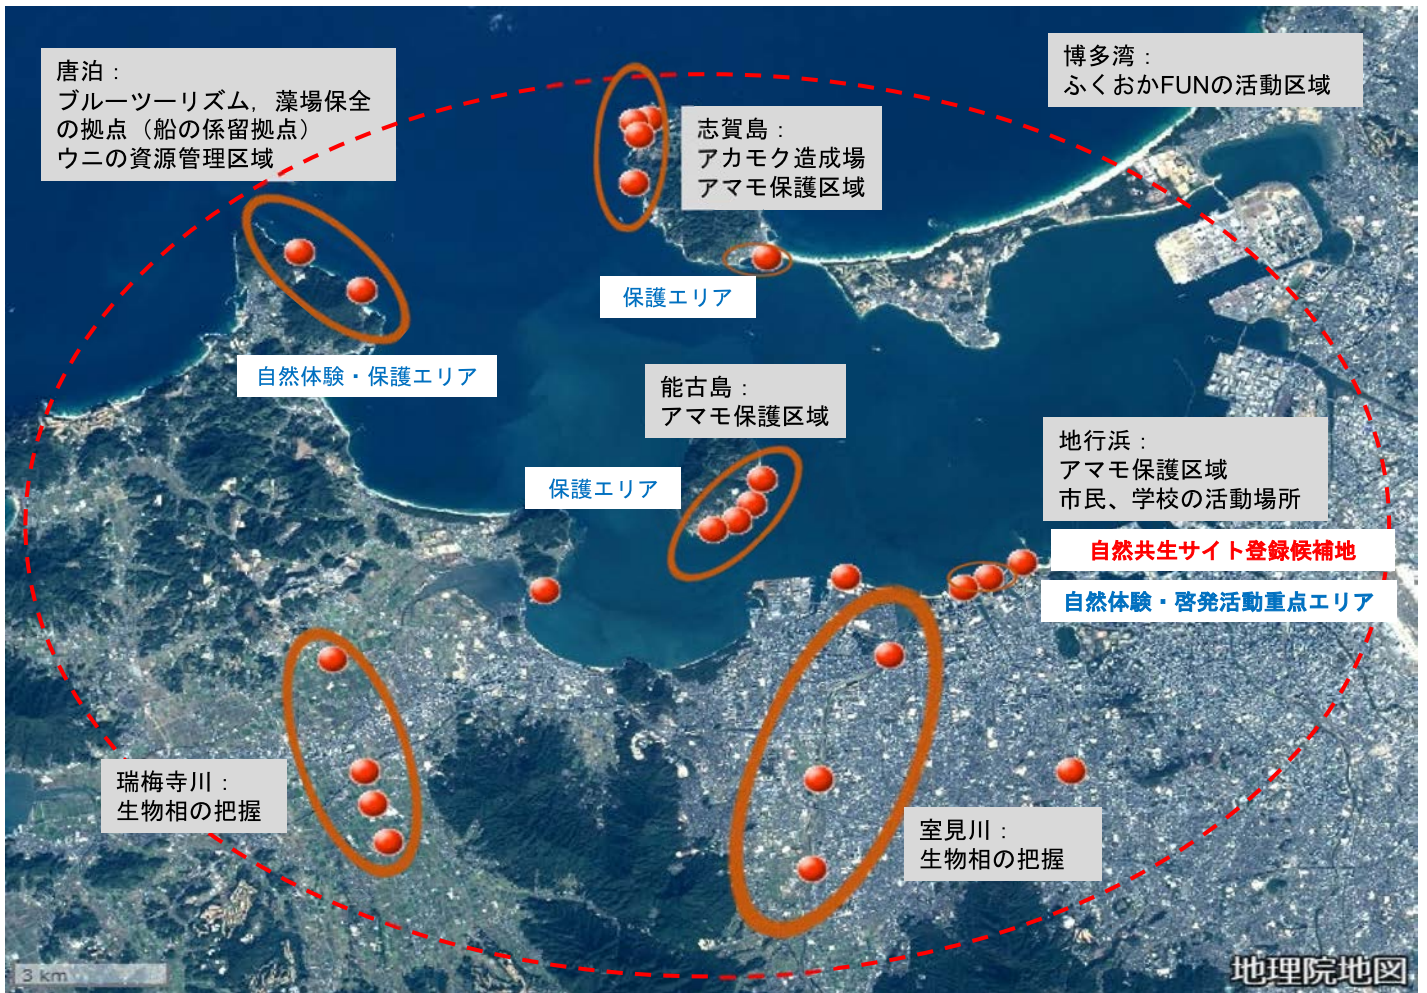 唐泊：
ブルーツーリズム，藻場保全
の拠点（船の係留拠点）
ウニの資源管理区域
博多湾：
ふくおかFUNの活動区域
志賀島：
アカモク造成場
アマモ保護区域
保護エリア
自然体験・保護エリア
能古島：
アマモ保護区域
保護エリア
地行浜：
アマモ保護区域
市民、学校の活動場所
自然共生サイト登録候補地
自然体験・啓発活動重点エリア
瑞梅寺川：
生物相の把握
室見川：
生物相の把握
3 km
地理院地図